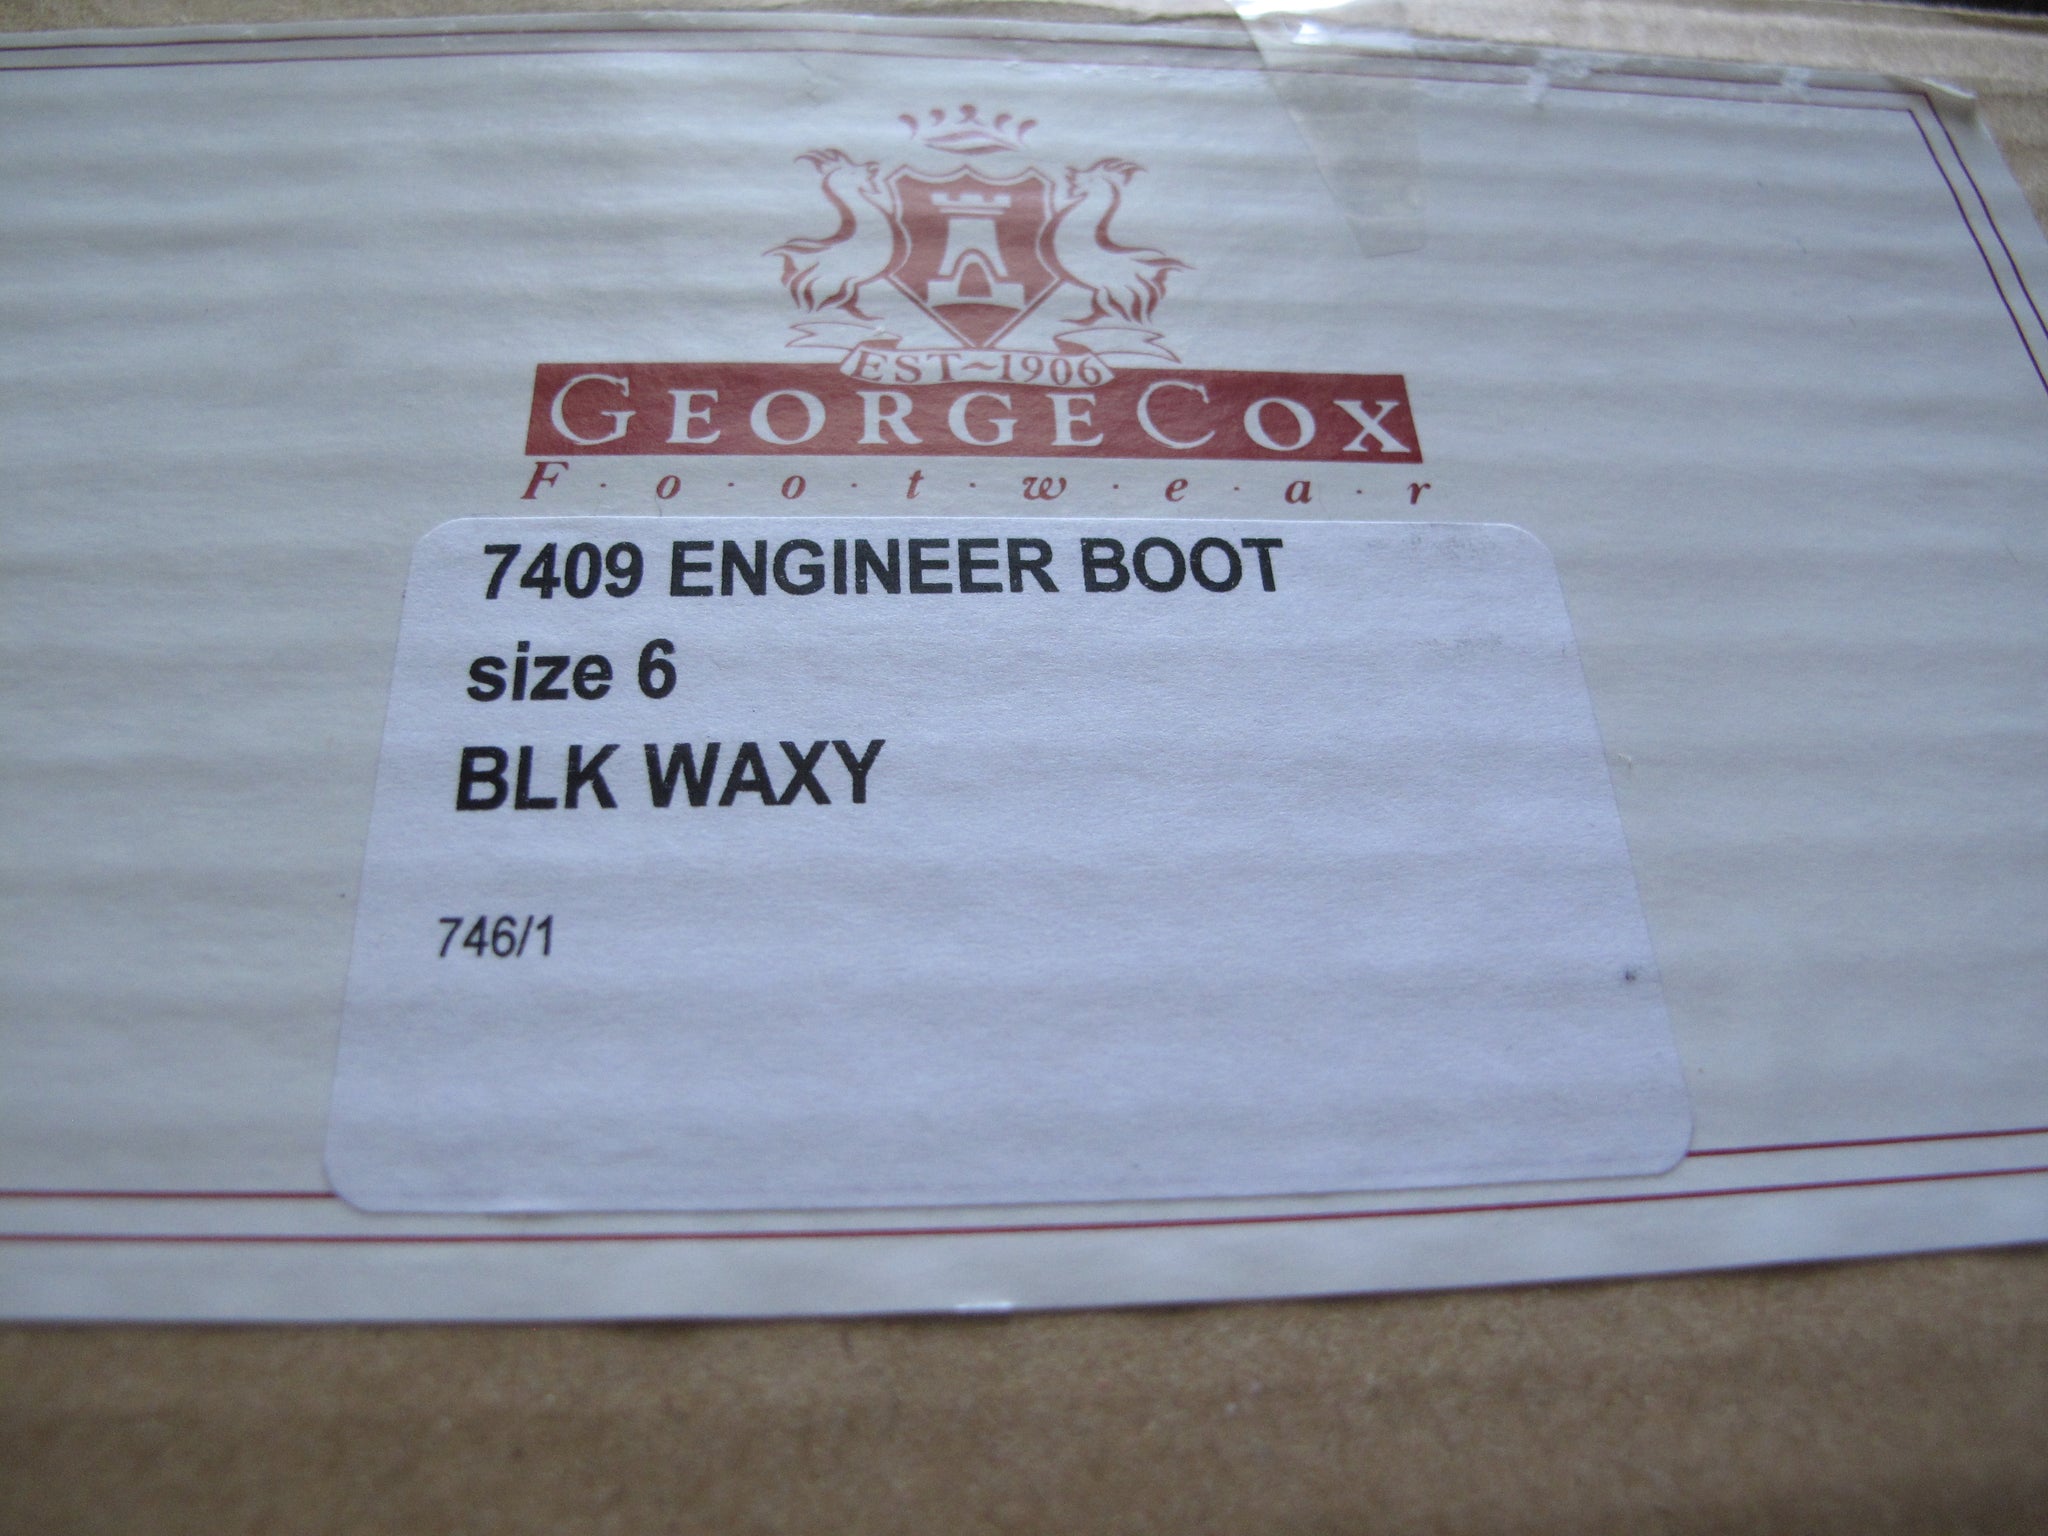 EST~1906
GEORGE COX
F·o·o·t·w·e·a·r
7409 ENGINEER BOOT
size 6
BLK WAXY
746/1